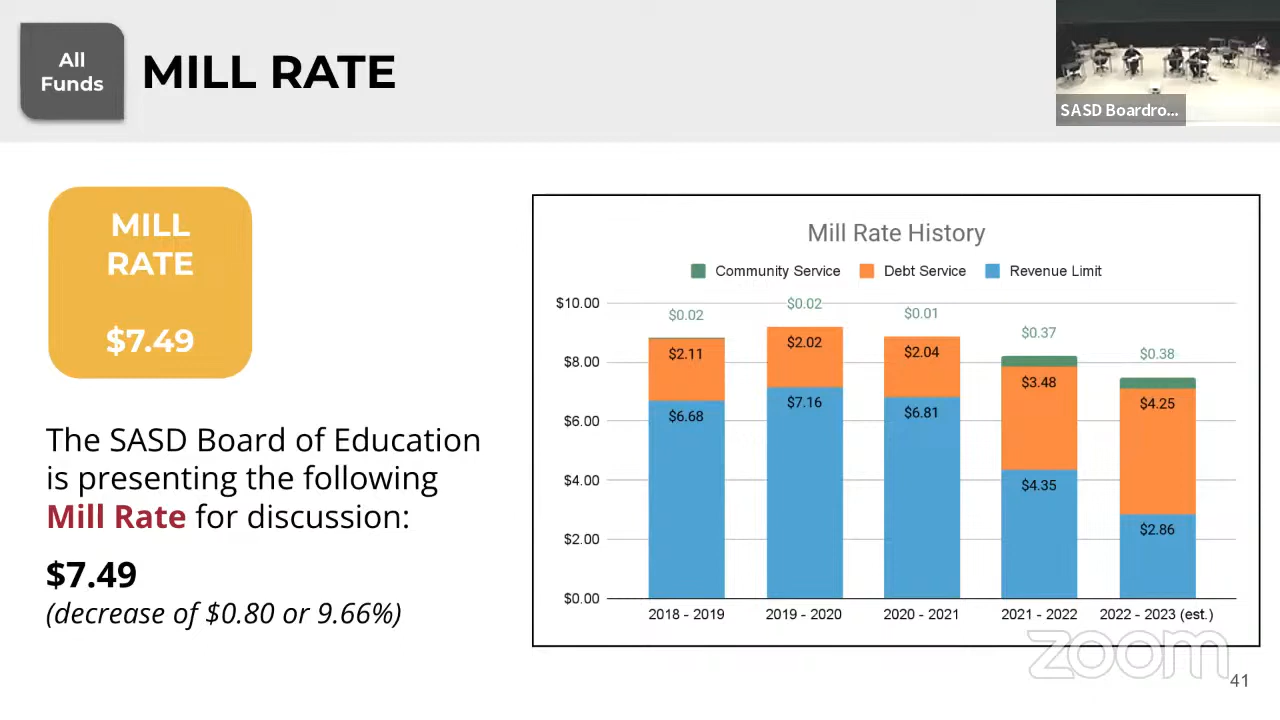 All
Funds
MILL RATE
SASD Boardro...
MILL
RATE
$7.49
The SASD Board of Education
is presenting the following
Mill Rate for discussion:
$7.49
(decrease of $0.80 or 9.66%)
Mill Rate History
Community Service Debt Service Revenue Limit
$10.00
$8.00
$6.00
$4.00
$2.00
$0.00
$0.02 $0.02 $0.01 $0.37 $0.38
$2.11 $2.02 $2.04 $3.48 $4.25
$6.68 $7.16 $6.81 $4.35 $2.86
2018 - 2019 2019 - 2020 2020 - 2021 2021 - 2022 2022 - 2023 (est.)
zoom
41